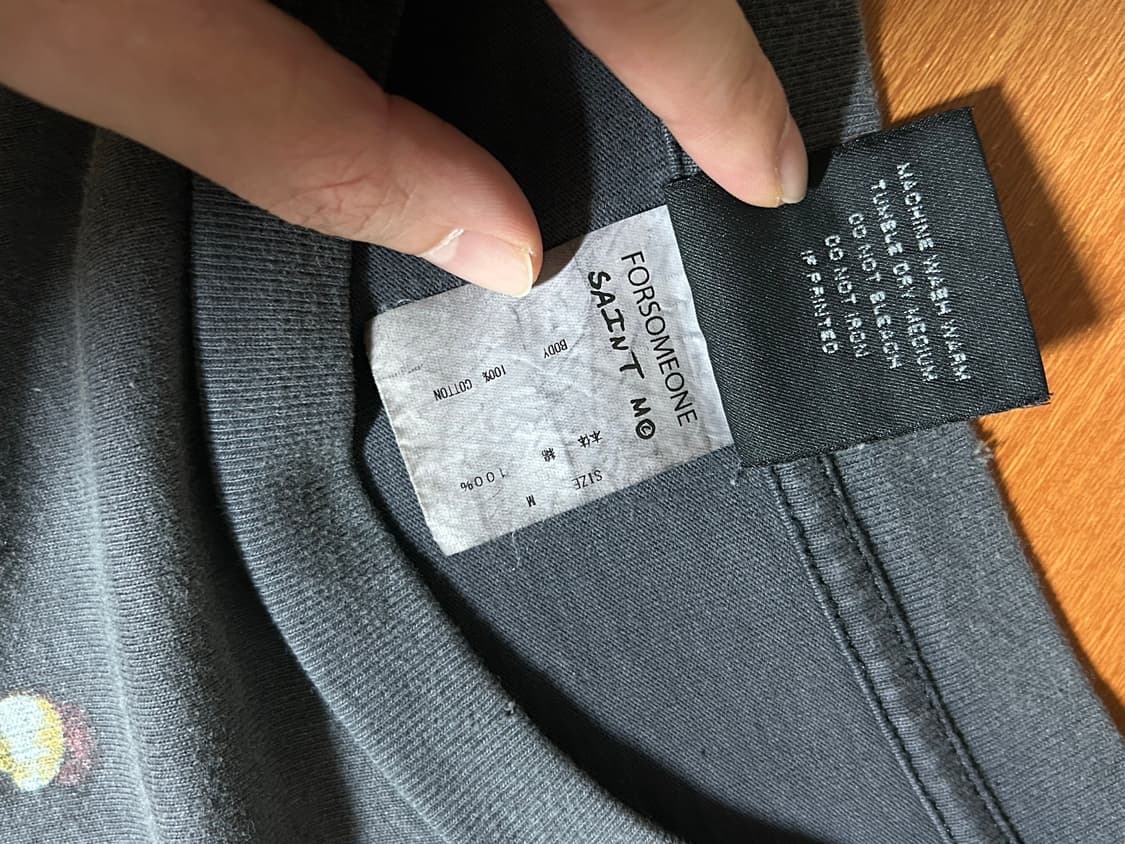 FORSOMEONE
SAINT M©
SIZE
M
本体
綿
100%
BODY
100% COTTON
MACHINE WASH WARM
TUMBLE DRY MEDIUM
DO NOT BLEACH
DO NOT IRON
IF PRINTED